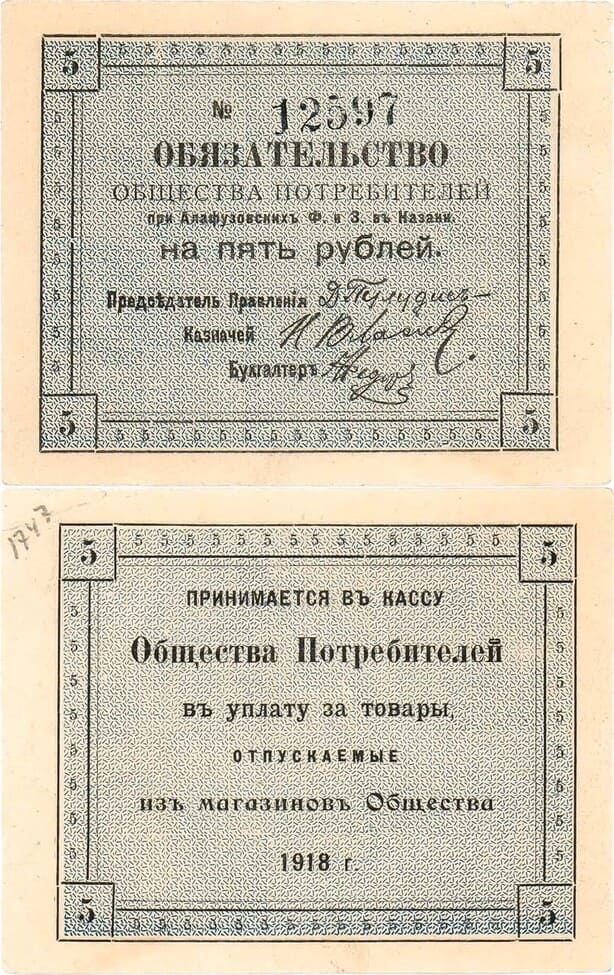 5 5
№ 12597
ОБЯЗАТЕЛЬСТВО
ОБЩЕСТВА ПОТРЕБИТЕЛЕЙ
при Алафузовскихъ Ф. и З. въ Казани.
на пять рублей.
Предсѣдатель Правленія
Казначей
Бухгалтеръ
5 5
1747
5 5
ПРИНИМАЕТСЯ ВЪ КАССУ
Общества Потребителей
въ уплату за товары,
ОТПУСКАЕМЫЕ
изъ магазиновъ Общества
1918 г.
5 5